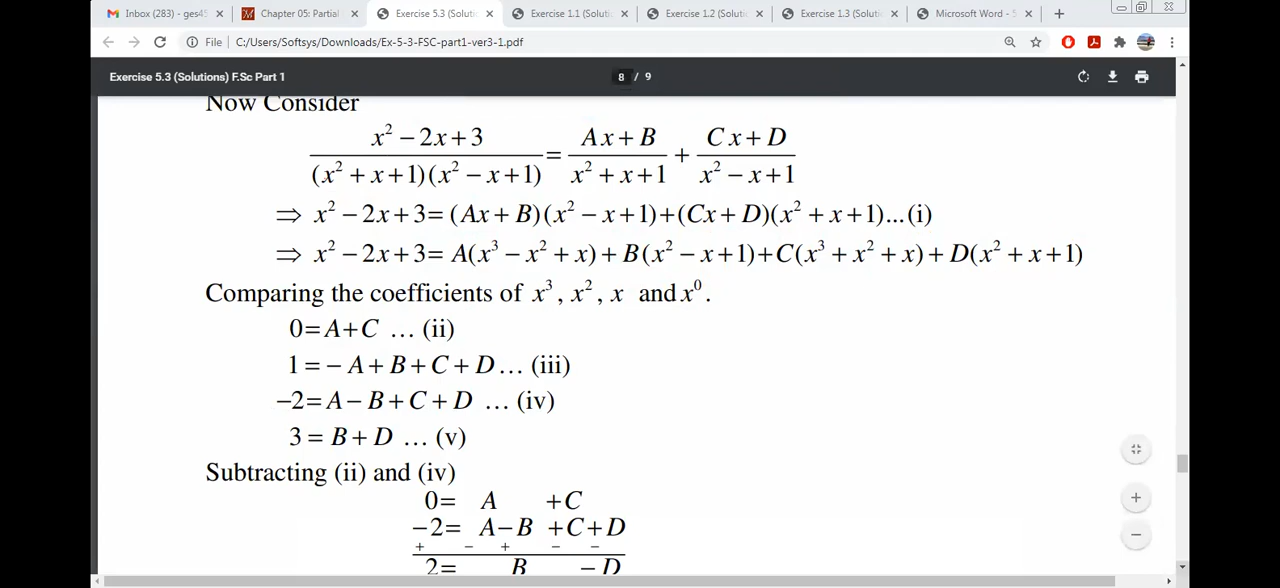 Inbox (283) - ges45
Chapter 05: Partial
Exercise 5.3 (Soluti
Exercise 1.1 (Soluti
Exercise 1.2 (Soluti
Exercise 1.3 (Soluti
Microsoft Word - 5
File C:/Users/Softsys/Downloads/Ex-5-3-FSC-part1-ver3-1.pdf
Exercise 5.3 (Solutions) F.Sc Part 1
8 / 9
Now Consider
(x² − 2x + 3)/((x² + x + 1)(x² − x + 1)) = (Ax + B)/(x² + x + 1) + (Cx + D)/(x² − x + 1)
⇒ x² − 2x + 3 = (Ax + B)(x² − x + 1) + (Cx + D)(x² + x + 1)...(i)
⇒ x² − 2x + 3 = A(x³ − x² + x) + B(x² − x + 1) + C(x³ + x² + x) + D(x² + x + 1)
Comparing the coefficients of x³, x², x and x⁰.
0 = A + C ... (ii)
1 = − A + B + C + D ... (iii)
−2 = A − B + C + D ... (iv)
3 = B + D ... (v)
Subtracting (ii) and (iv)
0 = A + C
−2 = A − B + C + D
+ − + − −
2 = B − D